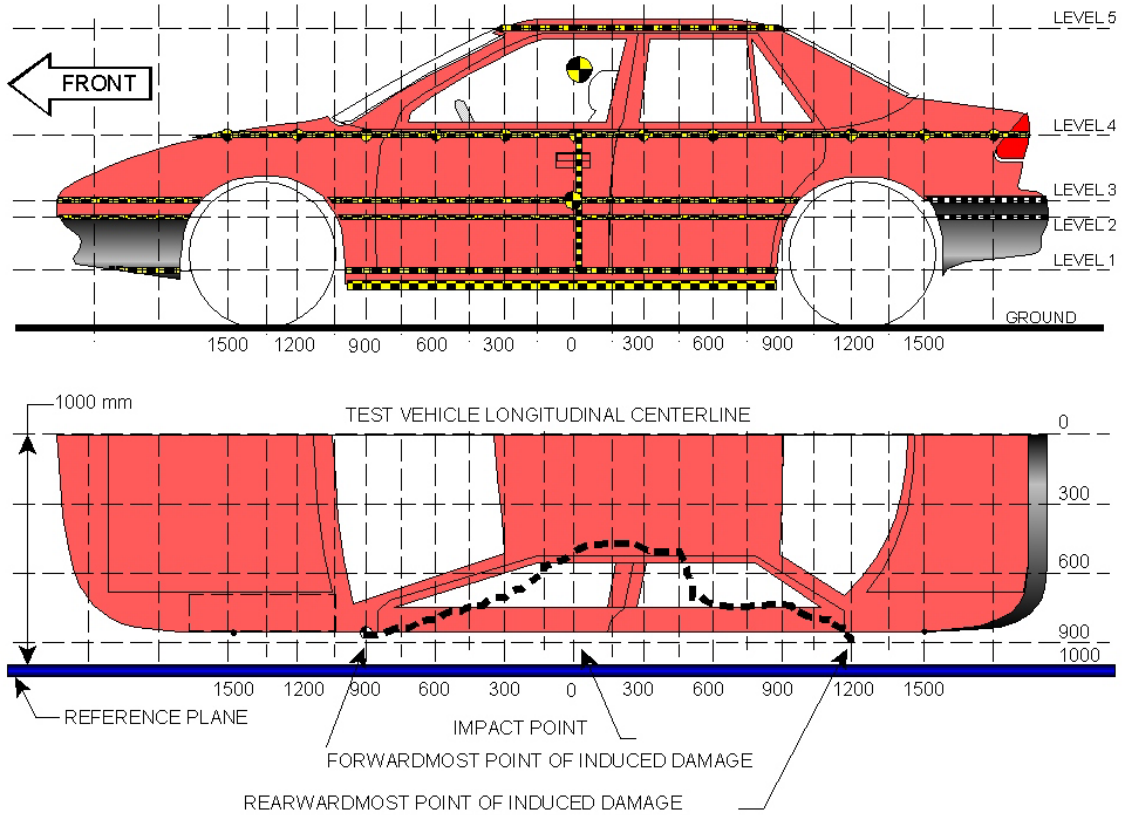 LEVEL 5
FRONT
LEVEL 4
LEVEL 3
LEVEL 2
LEVEL 1
GROUND
1500 1200 900 600 300 0 300 600 900 1200 1500
1000 mm
TEST VEHICLE LONGITUDINAL CENTERLINE
0
300
600
900
1000
1500 1200 900 600 300 0 300 600 900 1200 1500
REFERENCE PLANE
IMPACT POINT
FORWARDMOST POINT OF INDUCED DAMAGE
REARWARDMOST POINT OF INDUCED DAMAGE